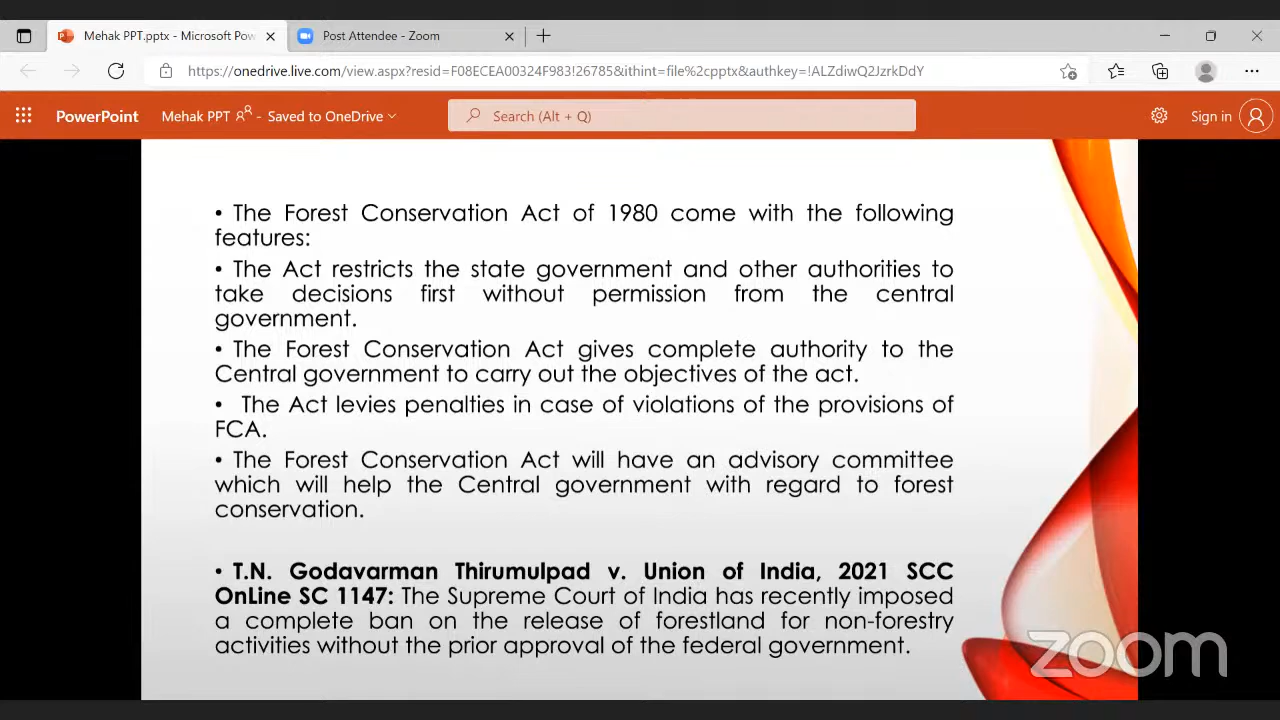 Mehak PPT.pptx - Microsoft Pow
Post Attendee - Zoom
https://onedrive.live.com/view.aspx?resid=F08ECEA00324F983!26785&ithint=file%2cpptx&authkey=!ALZdiwQ2JzrkDdY
PowerPoint Mehak PPT - Saved to OneDrive Search (Alt + Q) Sign in
• The Forest Conservation Act of 1980 come with the following
features:
• The Act restricts the state government and other authorities to
take decisions first without permission from the central
government.
• The Forest Conservation Act gives complete authority to the
Central government to carry out the objectives of the act.
• The Act levies penalties in case of violations of the provisions of
FCA.
• The Forest Conservation Act will have an advisory committee
which will help the Central government with regard to forest
conservation.
• T.N. Godavarman Thirumulpad v. Union of India, 2021 SCC
OnLine SC 1147: The Supreme Court of India has recently imposed
a complete ban on the release of forestland for non-forestry
activities without the prior approval of the federal government.
zoom